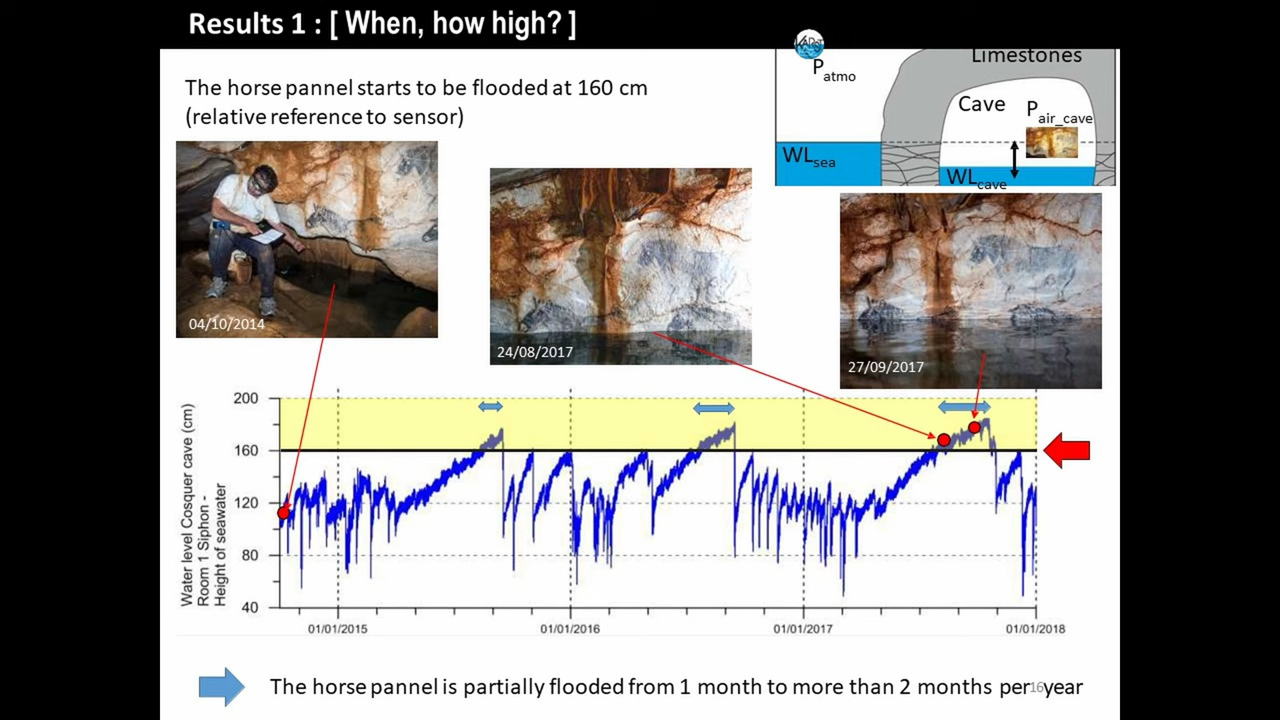 Results 1 : [ When, how high? ]
The horse pannel starts to be flooded at 160 cm
(relative reference to sensor)
Limestones
P atmo
Cave
P air_cave
WL sea
WL cave
04/10/2014
24/08/2017
27/09/2017
Water level Cosquer cave (cm)
Room 1 Siphon -
Height of seawater
200
160
120
80
40
01/01/2015
01/01/2016
01/01/2017
01/01/2018
The horse pannel is partially flooded from 1 month to more than 2 months per year
16